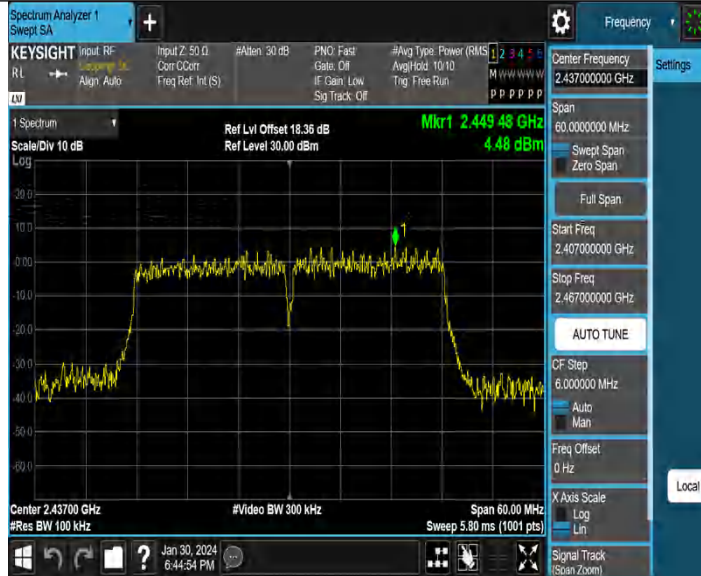 Spectrum Analyzer 1
Swept SA
+
Frequency
KEYSIGHT
RL
LXI
Input: RF
Align: Auto
Input Z: 50 Ω
Corr CCorr
Freq Ref: Int (S)
#Atten: 30 dB
PNO: Fast
Gate: Off
IF Gain: Low
Sig Track: Off
#Avg Type: Power (RMS
Avg|Hold: 10/10
Trig: Free Run
1 2 3 4 5 6
M W W W W W
P P P P P P
1 Spectrum
Scale/Div 10 dB
Ref Lvl Offset 18.36 dB
Ref Level 30.00 dBm
Mkr1 2.449 48 GHz
4.48 dBm
Log
20.0
10.0
0.00
-10.0
-20.0
-30.0
-40.0
-50.0
-60.0
1
Center 2.43700 GHz
#Res BW 100 kHz
#Video BW 300 kHz
Span 60.00 MHz
Sweep 5.80 ms (1001 pts)
?
Jan 30, 2024
6:44:54 PM
Center Frequency
2.437000000 GHz
Span
60.0000000 MHz
Swept Span
Zero Span
Full Span
Start Freq
2.407000000 GHz
Stop Freq
2.467000000 GHz
AUTO TUNE
CF Step
6.000000 MHz
Auto
Man
Freq Offset
0 Hz
X Axis Scale
Log
Lin
Signal Track
(Span Zoom)
Settings
Local